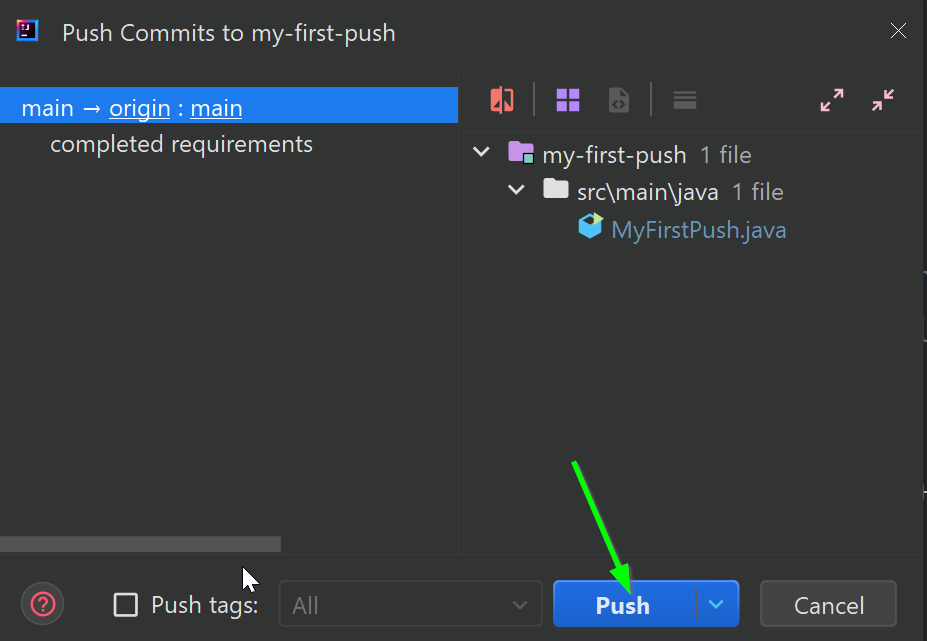 Push Commits to my-first-push
main → origin : main
completed requirements
my-first-push 1 file
src\main\java 1 file
MyFirstPush.java
Push tags: All Push Cancel